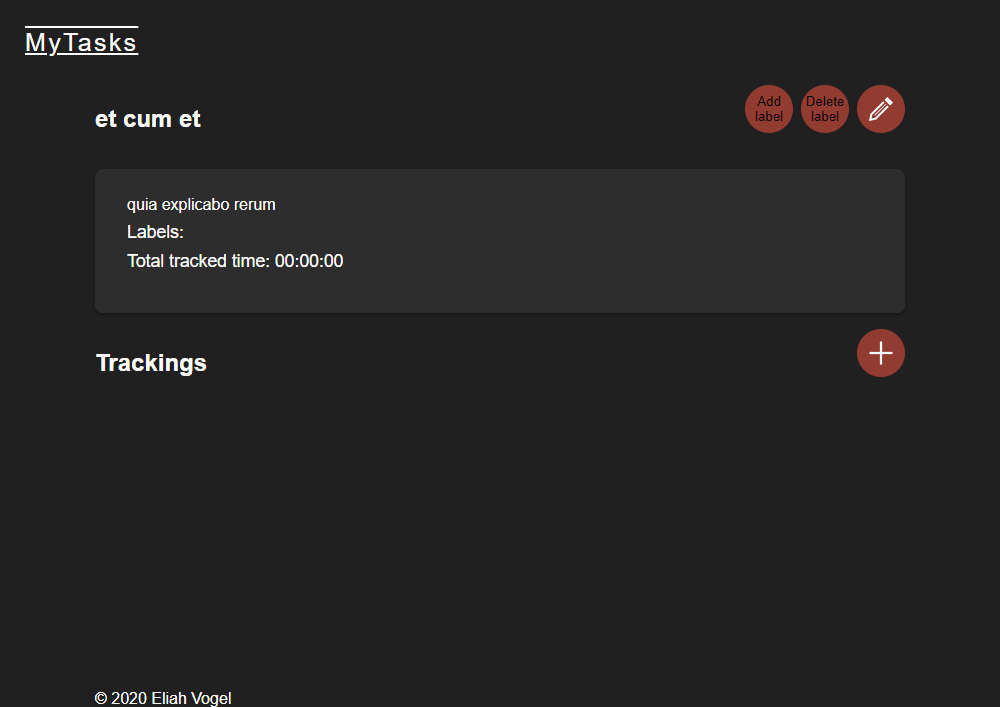 MyTasks
et cum et
Add
label
Delete
label
quia explicabo rerum
Labels:
Total tracked time: 00:00:00
Trackings
© 2020 Eliah Vogel